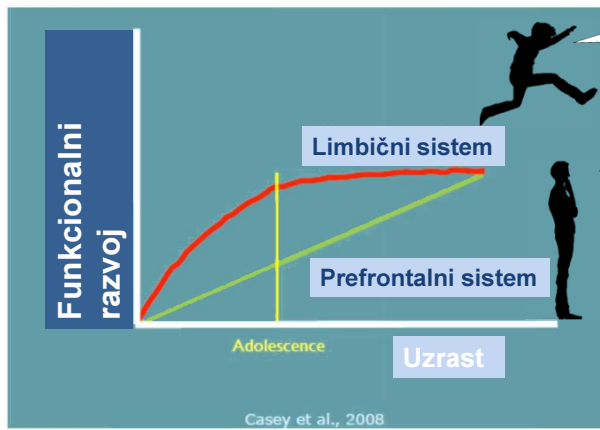 Funkcionalni
razvoj
Limbični sistem
Prefrontalni sistem
Adolescence
Uzrast
Casey et al., 2008